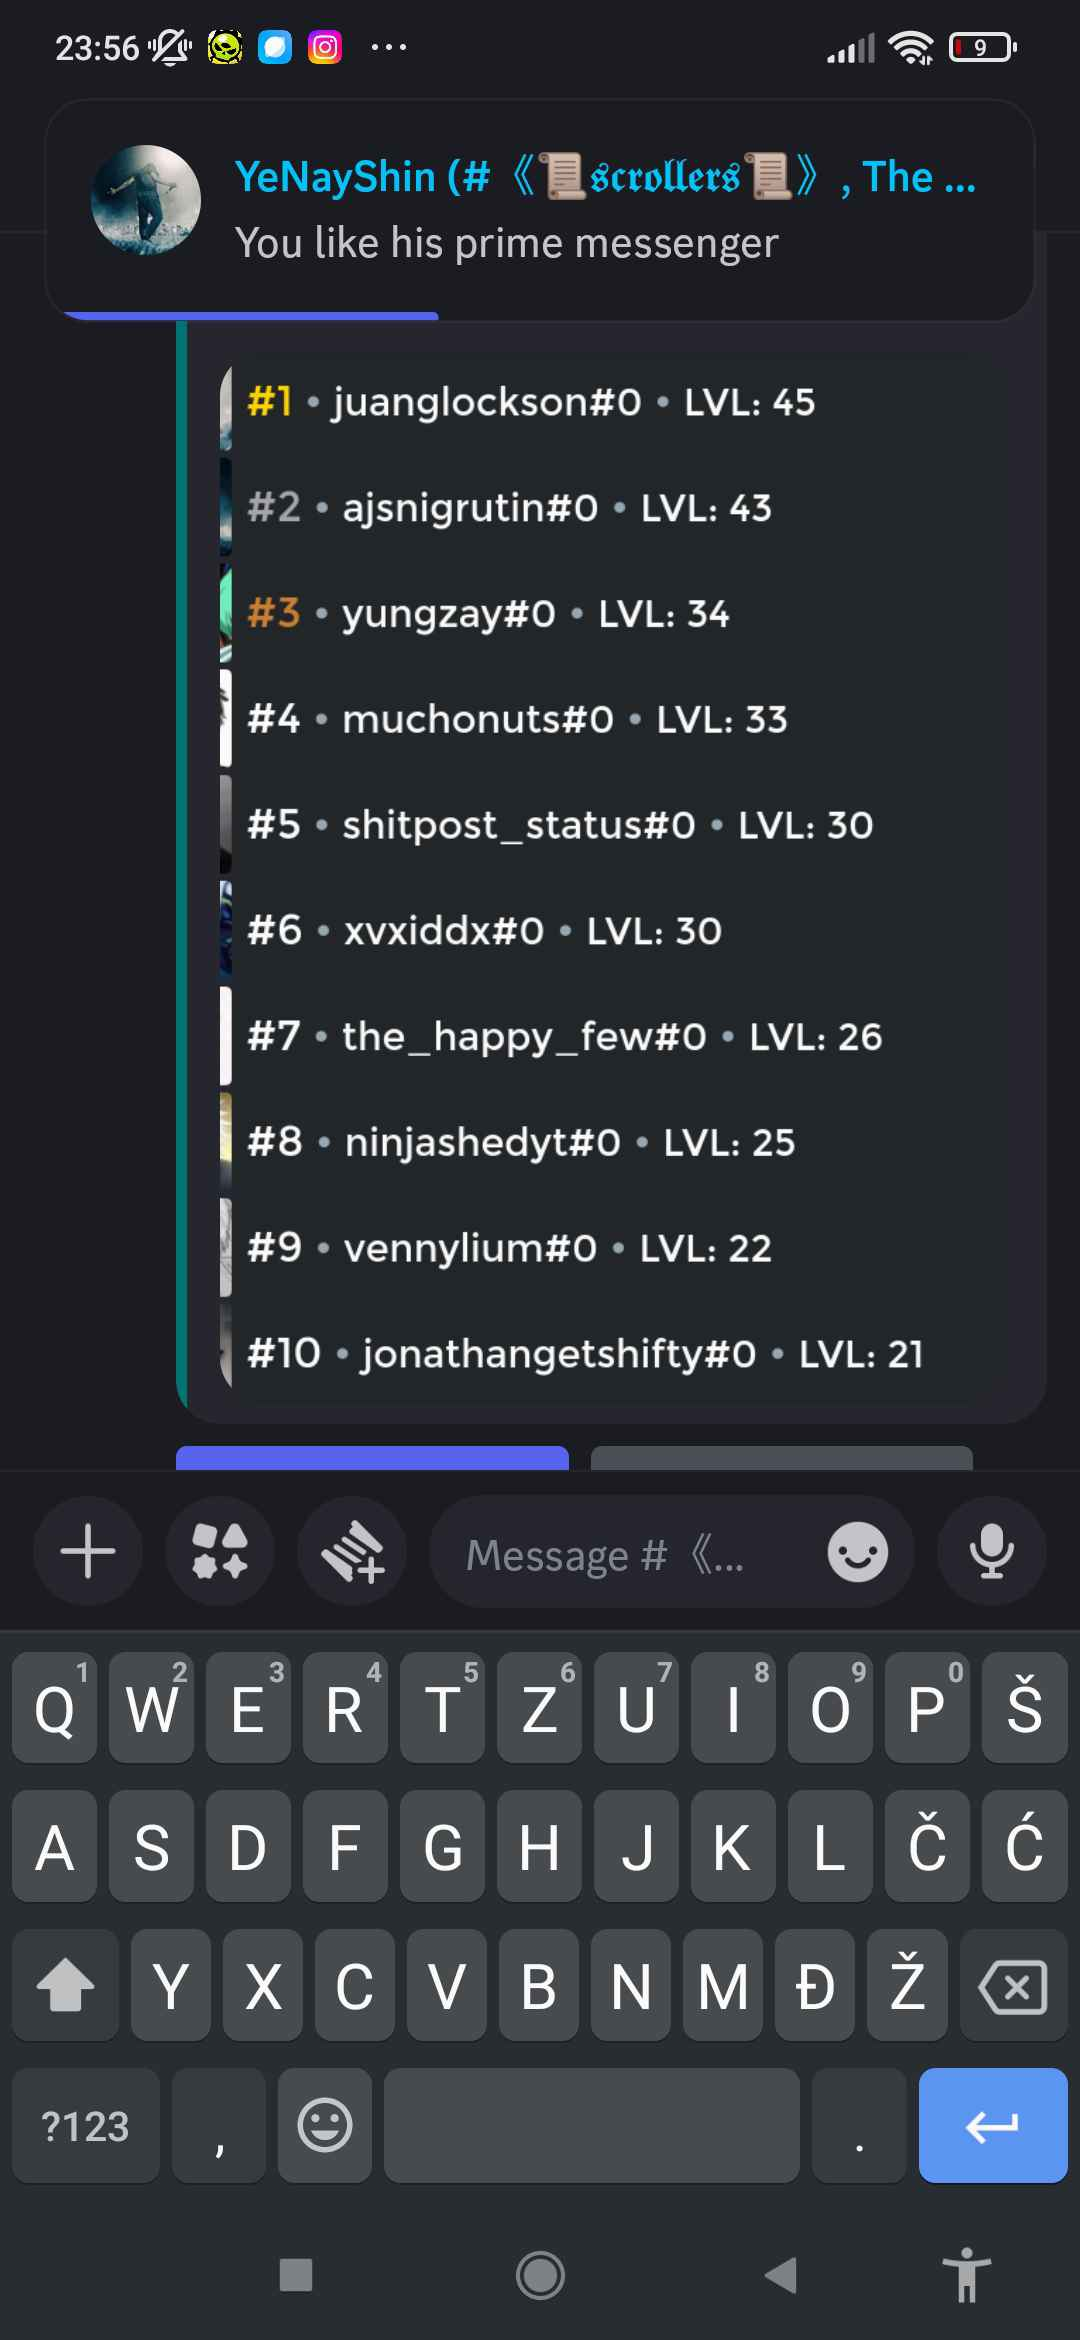 23:56
9
YeNayShin (# 《📜𝖘𝖈𝖗𝖔𝖑𝖑𝖊𝖗𝖘📜》, The ...
You like his prime messenger
#1 • juanglockson#0 • LVL: 45
#2 • ajsnigrutin#0 • LVL: 43
#3 • yungzay#0 • LVL: 34
#4 • muchonuts#0 • LVL: 33
#5 • shitpost_status#0 • LVL: 30
#6 • xvxiddx#0 • LVL: 30
#7 • the_happy_few#0 • LVL: 26
#8 • ninjashedyt#0 • LVL: 25
#9 • vennylium#0 • LVL: 22
#10 • jonathangetshifty#0 • LVL: 21
Message # 《...
1 2 3 4 5 6 7 8 9 0
Q W E R T Z U I O P Š
A S D F G H J K L Č Ć
Y X C V B N M Đ Ž
?123 , .